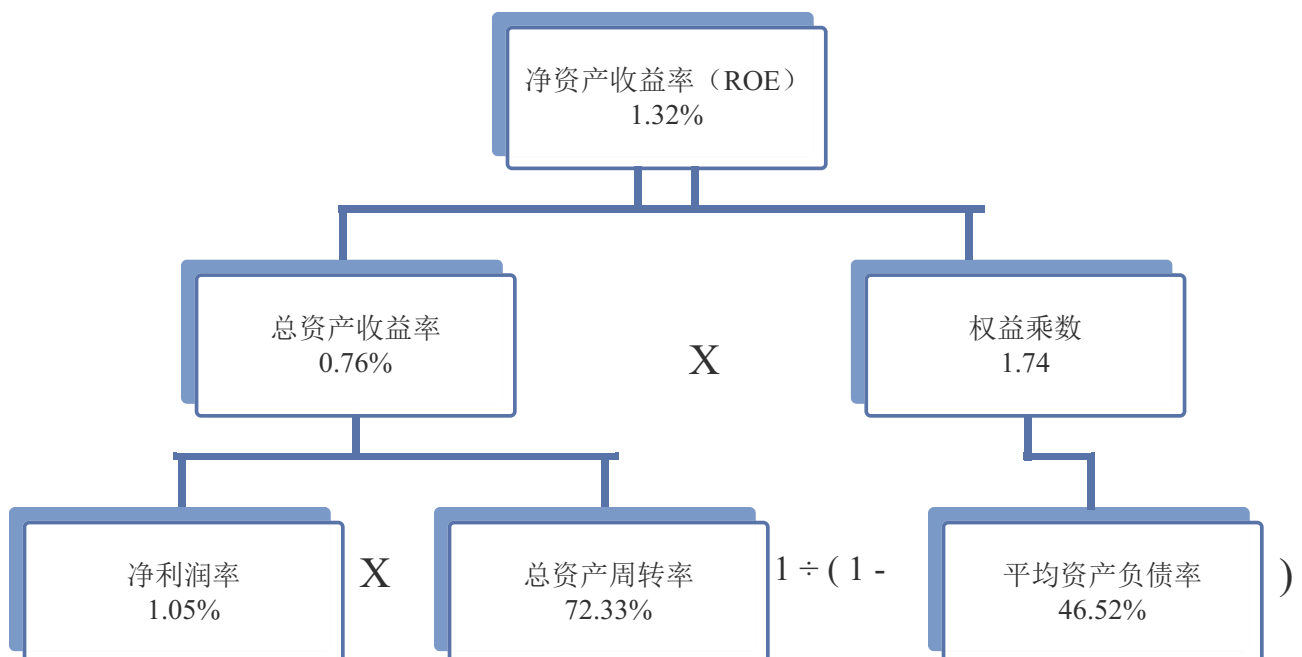 净资产收益率（ROE）
1.32%
总资产收益率
0.76%
X
权益乘数
1.74
净利润率
1.05%
X
总资产周转率
72.33%
1 ÷ ( 1 -
平均资产负债率
46.52%
)